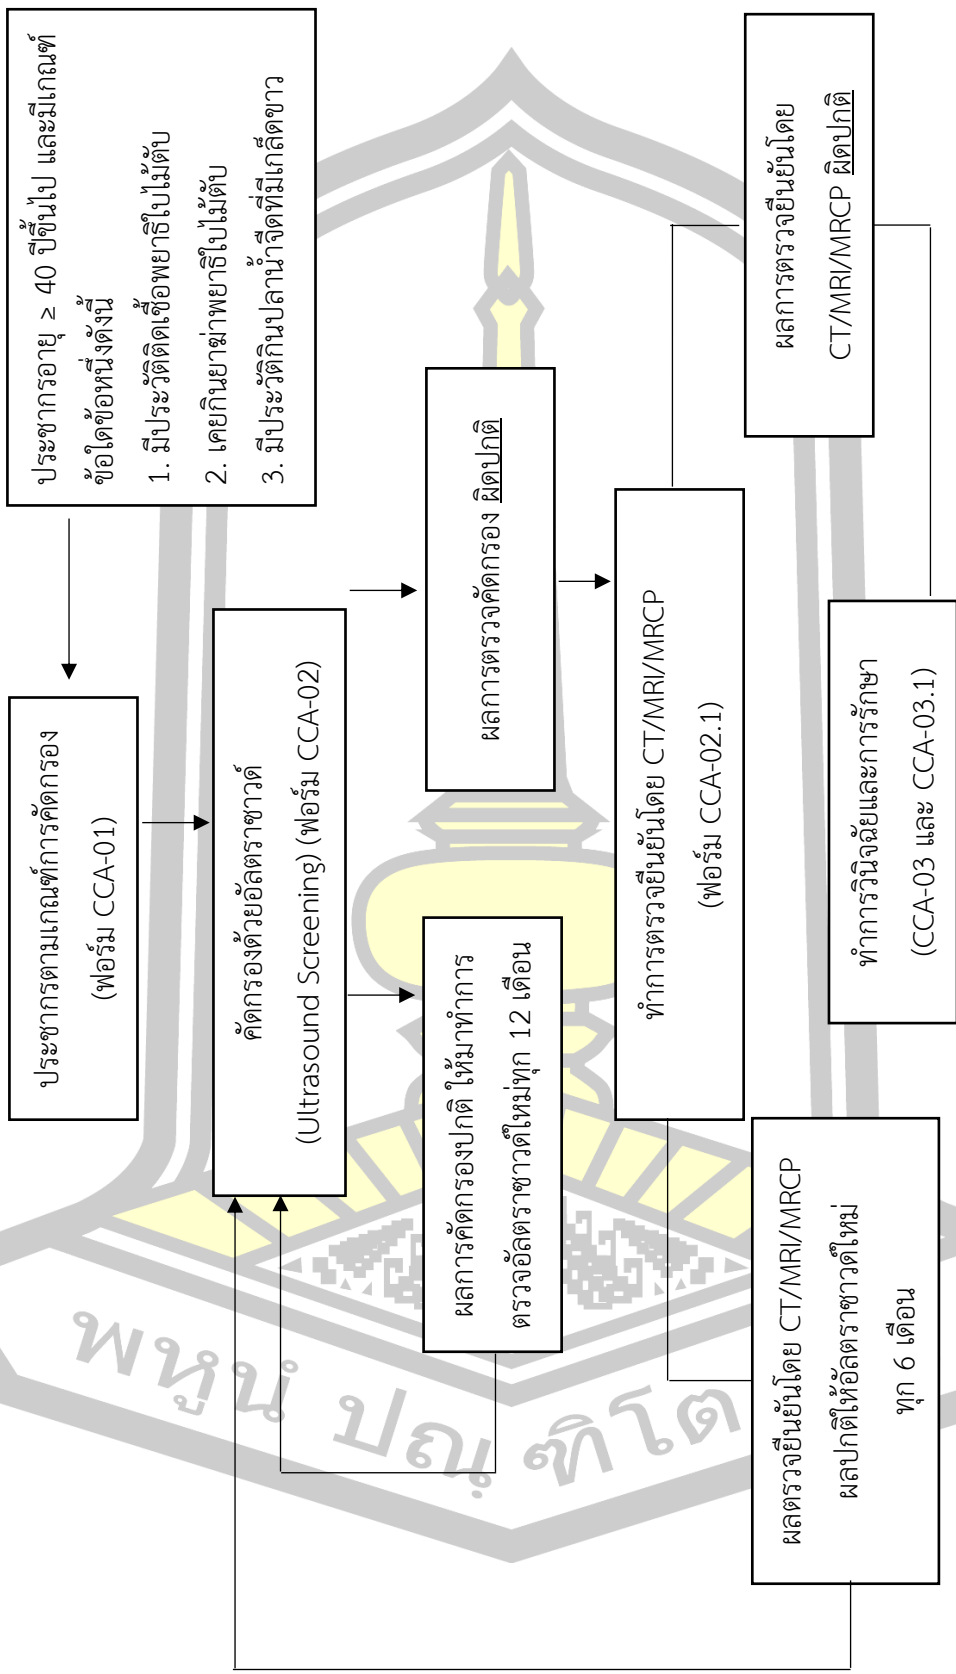 ประชากรอายุ ≥ 40 ปีขึ้นไป และมีเกณฑ์
ข้อใดข้อหนึ่งดังนี้
1. มีประวัติติดเชื้อพยาธิใบไม้ตับ
2. เคยกินยาฆ่าพยาธิใบไม้ตับ
3. มีประวัติกินปลาน้ำจืดที่มีเกล็ดขาว
ประชากรตามเกณฑ์การคัดกรอง
(ฟอร์ม CCA-01)
คัดกรองด้วยอัลตราซาวด์
(Ultrasound Screening) (ฟอร์ม CCA-02)
ผลการคัดกรองปกติ ให้มาทำการ
ตรวจอัลตราซาวด์ใหม่ทุก 12 เดือน
ผลการตรวจคัดกรอง ผิดปกติ
ทำการตรวจยืนยันโดย CT/MRI/MRCP
(ฟอร์ม CCA-02.1)
ผลตรวจยืนยันโดย CT/MRI/MRCP
ผลปกติให้อัลตราซาวด์ใหม่
ทุก 6 เดือน
ผลการตรวจยืนยันโดย
CT/MRI/MRCP ผิดปกติ
ทำการวินิจฉัยและการรักษา
(CCA-03 และ CCA-03.1)
พหูนํ ปณฺฑิโต